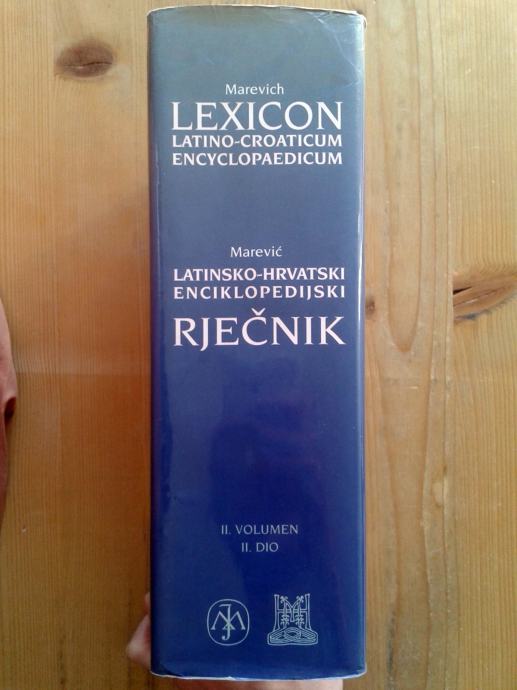 Marevich
LEXICON
LATINO-CROATICUM
ENCYCLOPAEDICUM
Marević
LATINSKO-HRVATSKI
ENCIKLOPEDIJSKI
RJEČNIK
II. VOLUMEN
II. DIO